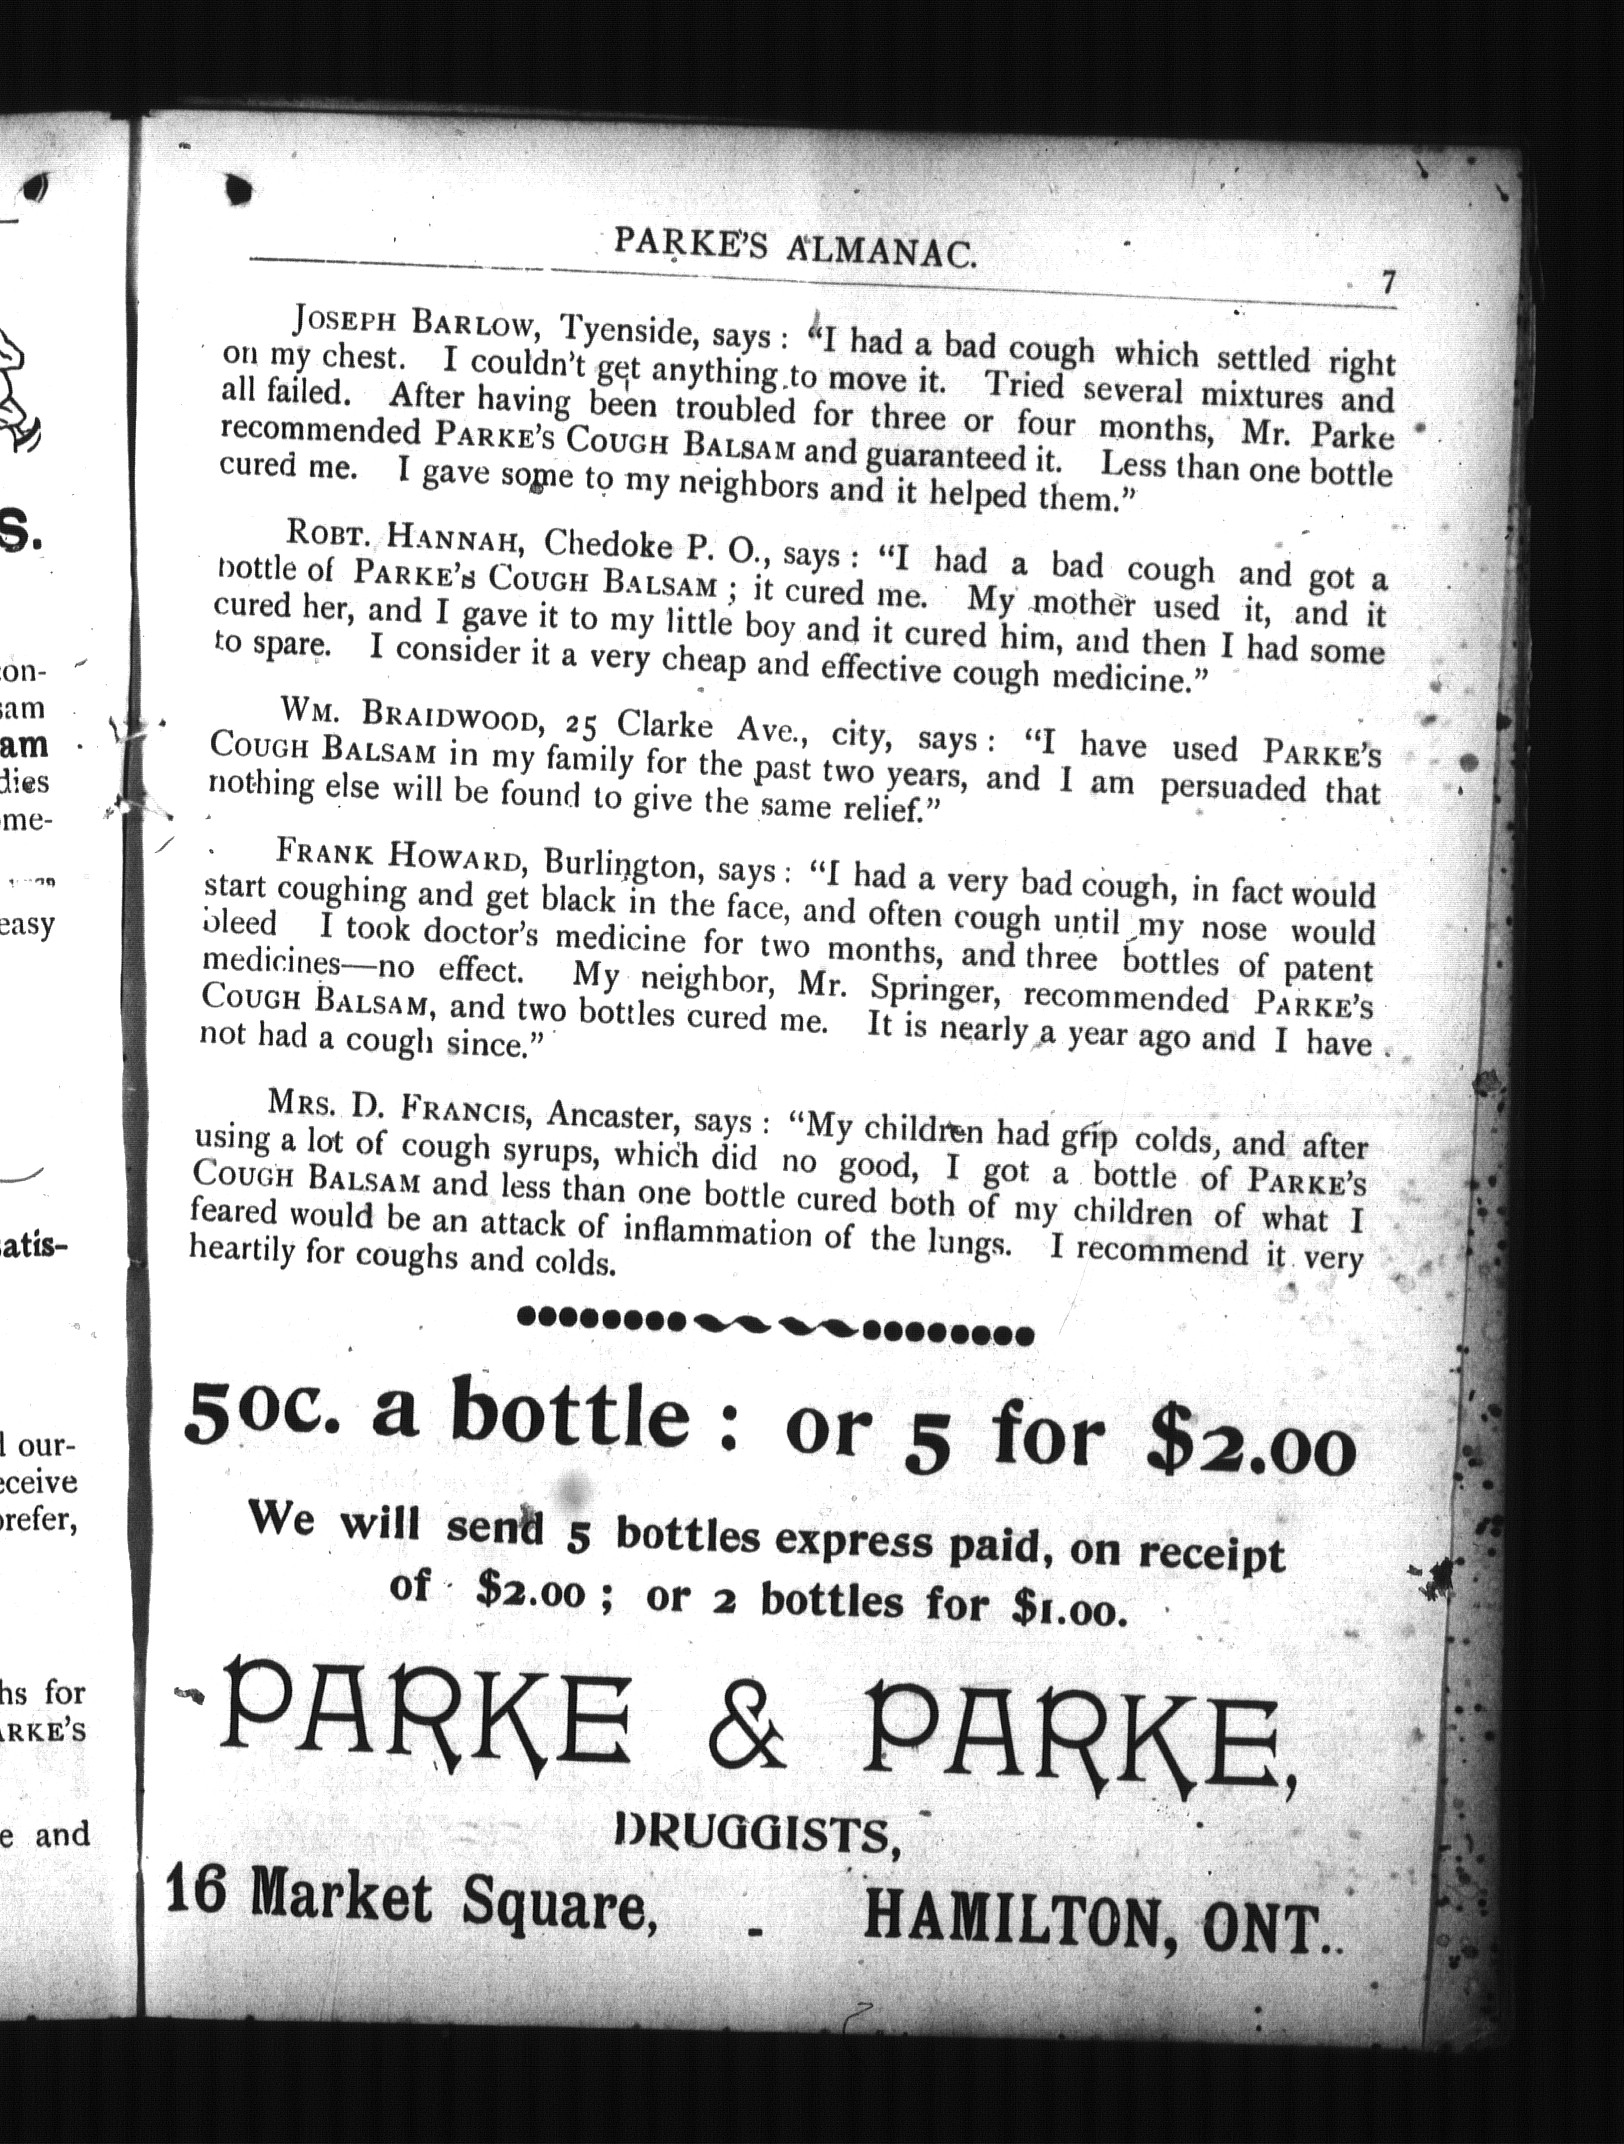 PARKE'S ALMANAC.
7
JOSEPH BARLOW, Tyenside, says : "I had a bad cough which settled right
on my chest. I couldn't get anything to move it. Tried several mixtures and
all failed. After having been troubled for three or four months, Mr. Parke
recommended PARKE'S COUGH BALSAM and guaranteed it. Less than one bottle
cured me. I gave some to my neighbors and it helped them."
ROBT. HANNAH, Chedoke P. O., says : "I had a bad cough and got a
bottle of PARKE's COUGH BALSAM ; it cured me. My mother used it, and it
cured her, and I gave it to my little boy and it cured him, and then I had some
to spare. I consider it a very cheap and effective cough medicine."
WM. BRAIDWOOD, 25 Clarke Ave., city, says : "I have used PARKE'S
COUGH BALSAM in my family for the past two years, and I am persuaded that
nothing else will be found to give the same relief."
FRANK HOWARD, Burlington, says : "I had a very bad cough, in fact would
start coughing and get black in the face, and often cough until my nose would
bleed I took doctor's medicine for two months, and three bottles of patent
medicines—no effect. My neighbor, Mr. Springer, recommended PARKE'S
COUGH BALSAM, and two bottles cured me. It is nearly a year ago and I have
not had a cough since."
MRS. D. FRANCIS, Ancaster, says : "My children had grip colds, and after
using a lot of cough syrups, which did no good, I got a bottle of PARKE'S
COUGH BALSAM and less than one bottle cured both of my children of what I
feared would be an attack of inflammation of the lungs. I recommend it very
heartily for coughs and colds.
50c. a bottle : or 5 for $2.00
We will send 5 bottles express paid, on receipt
of $2.00 ; or 2 bottles for $1.00.
PARKE & PARKE,
DRUGGISTS,
16 Market Square, - HAMILTON, ONT..
s.
on-
sam
am
dies
me-
easy
atis-
our-
eceive
prefer,
hs for
ARKE'S
e and